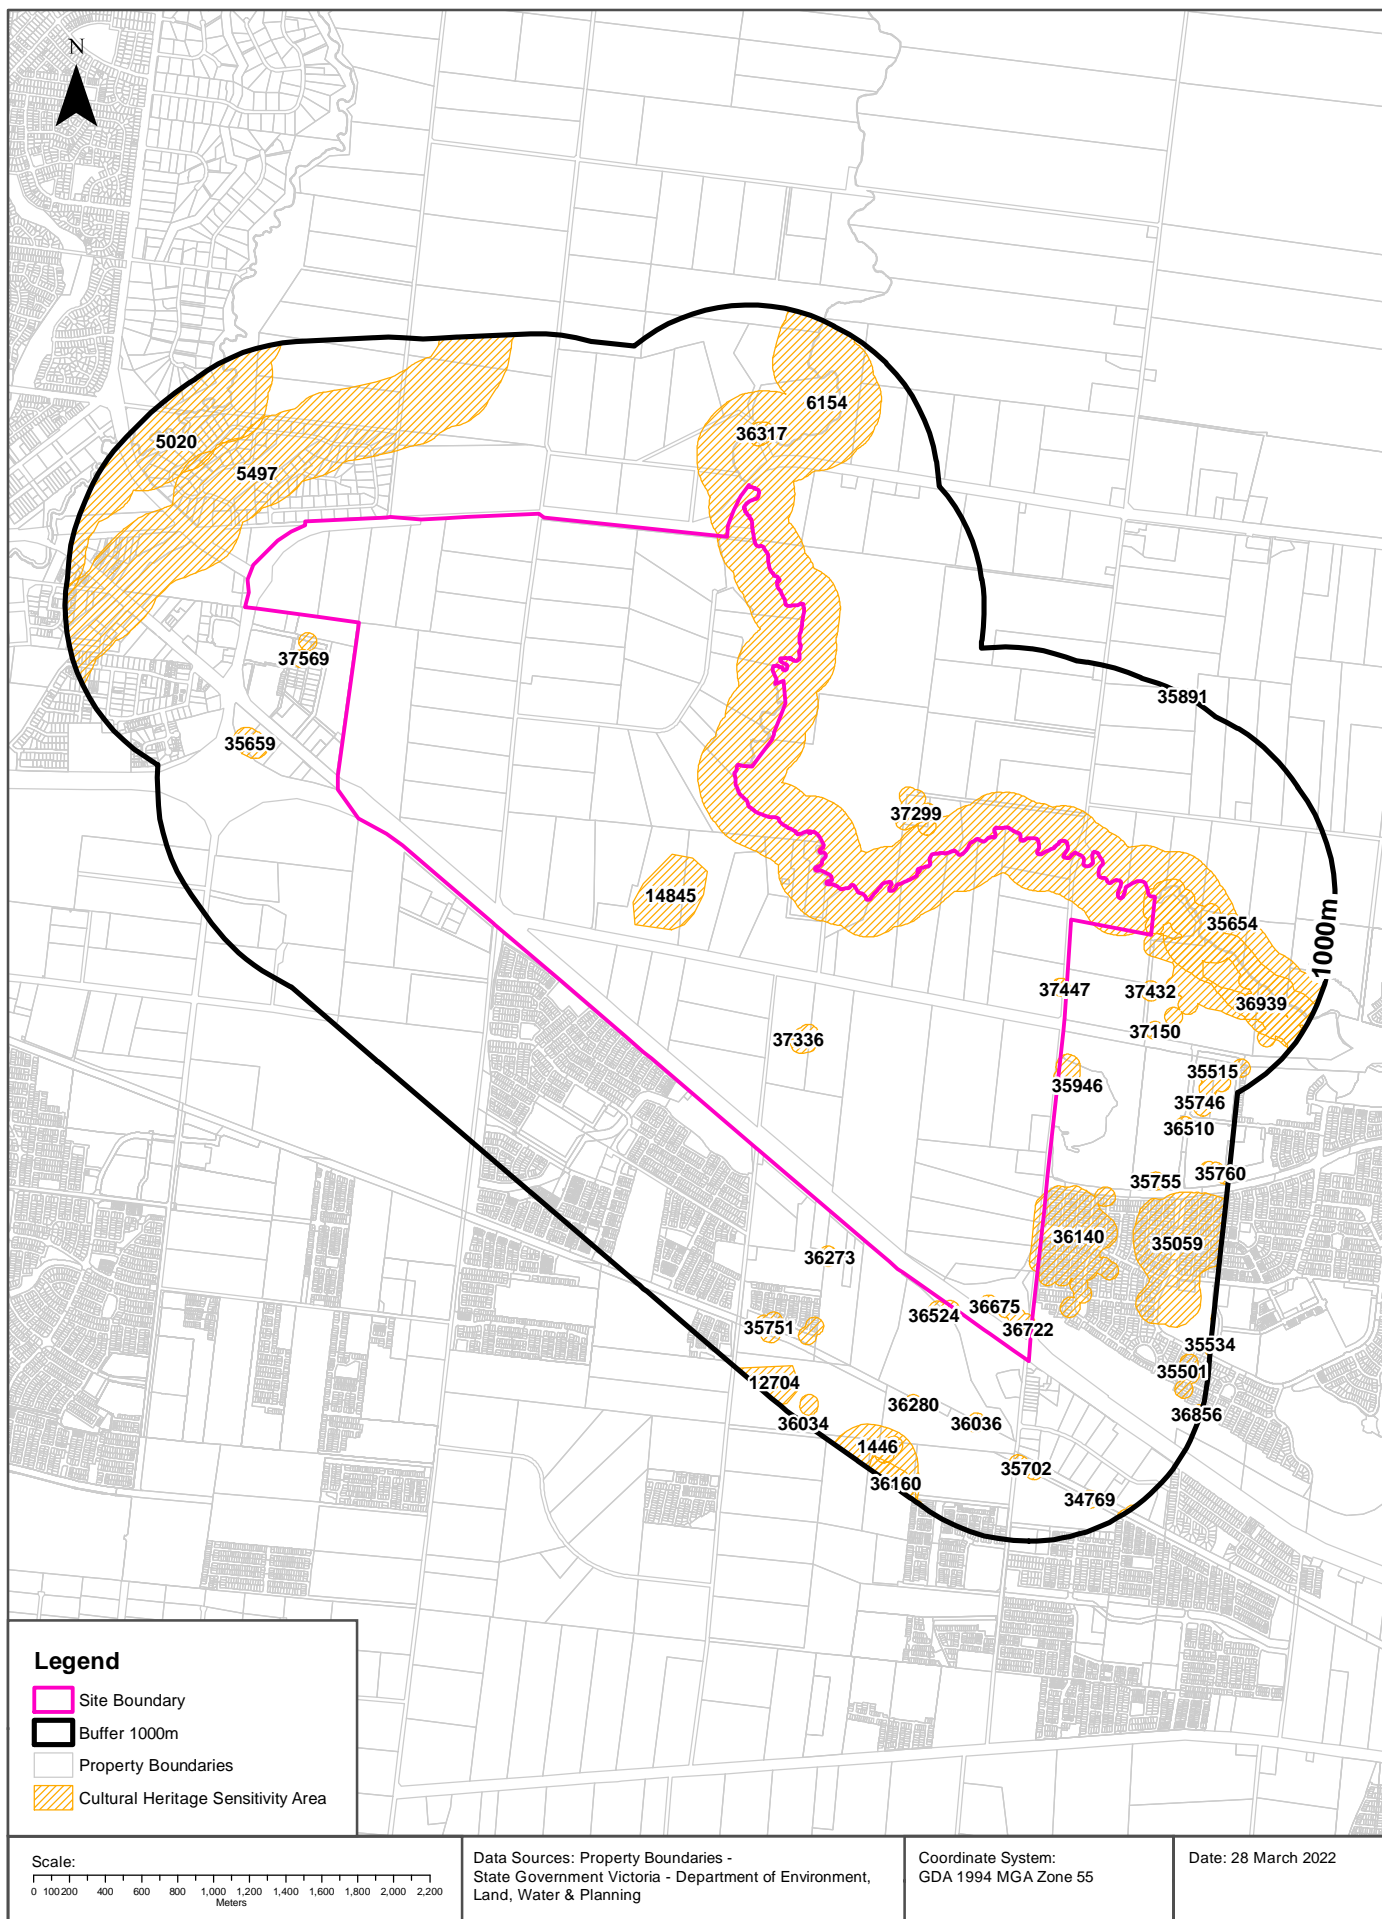 N
6154
36317
5020
5497
37569
35891
35659
37299
14845
35654
1000m
37447
37432
36939
37150
37336
35515
35946
35746
36510
35760
35755
36140
35059
36273
36675
36524
36722
35751
35534
35501
12704
36280
36856
36034
36036
1446
35702
36160
34769
Legend
Site Boundary
Buffer 1000m
Property Boundaries
Cultural Heritage Sensitivity Area
Scale:
0 100 200 400 600 800 1,000 1,200 1,400 1,600 1,800 2,000 2,200
Meters
Data Sources: Property Boundaries -
State Government Victoria - Department of Environment,
Land, Water & Planning
Coordinate System:
GDA 1994 MGA Zone 55
Date: 28 March 2022